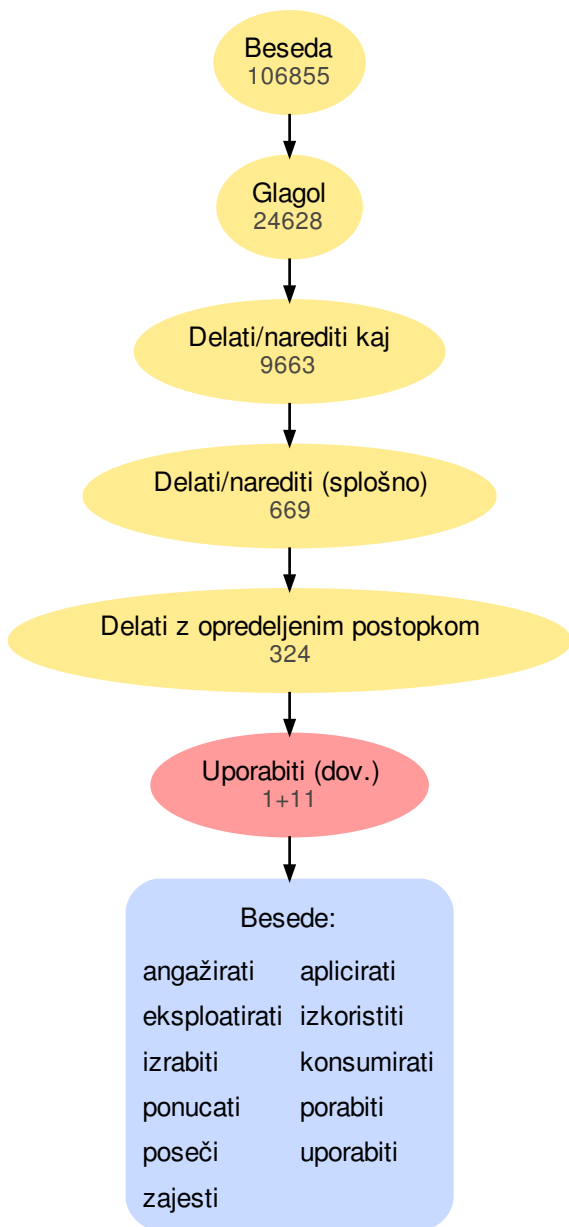 Beseda
106855
Glagol
24628
Delati/narediti kaj
9663
Delati/narediti (splošno)
669
Delati z opredeljenim postopkom
324
Uporabiti (dov.)
1+11
Besede:
angažirati aplicirati
eksploatirati izkoristiti
izrabiti konsumirati
ponucati porabiti
poseči uporabiti
zajesti